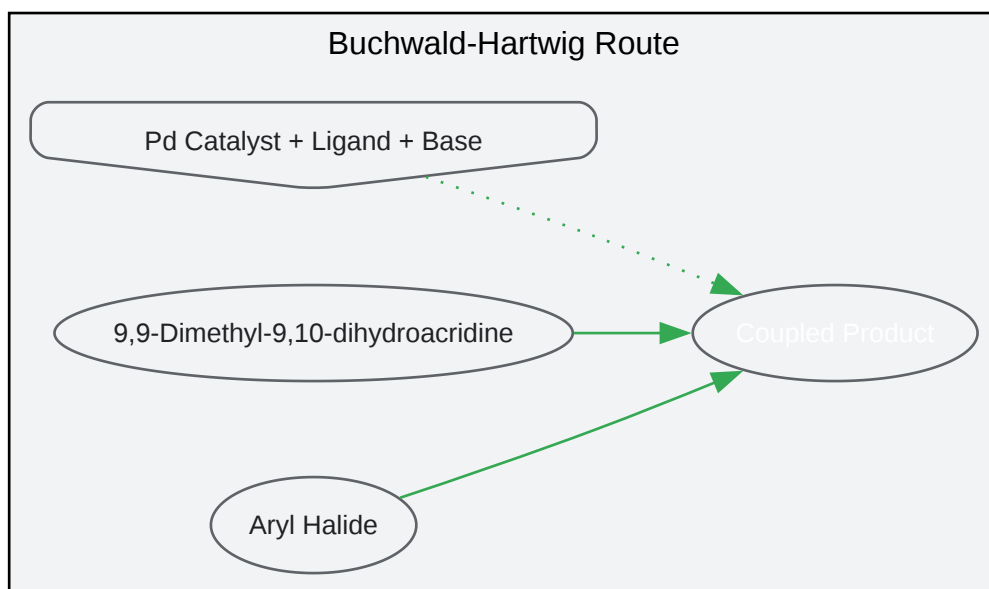 Buchwald-Hartwig Route
Pd Catalyst + Ligand + Base
9,9-Dimethyl-9,10-dihydroacridine
Coupled Product
Aryl Halide